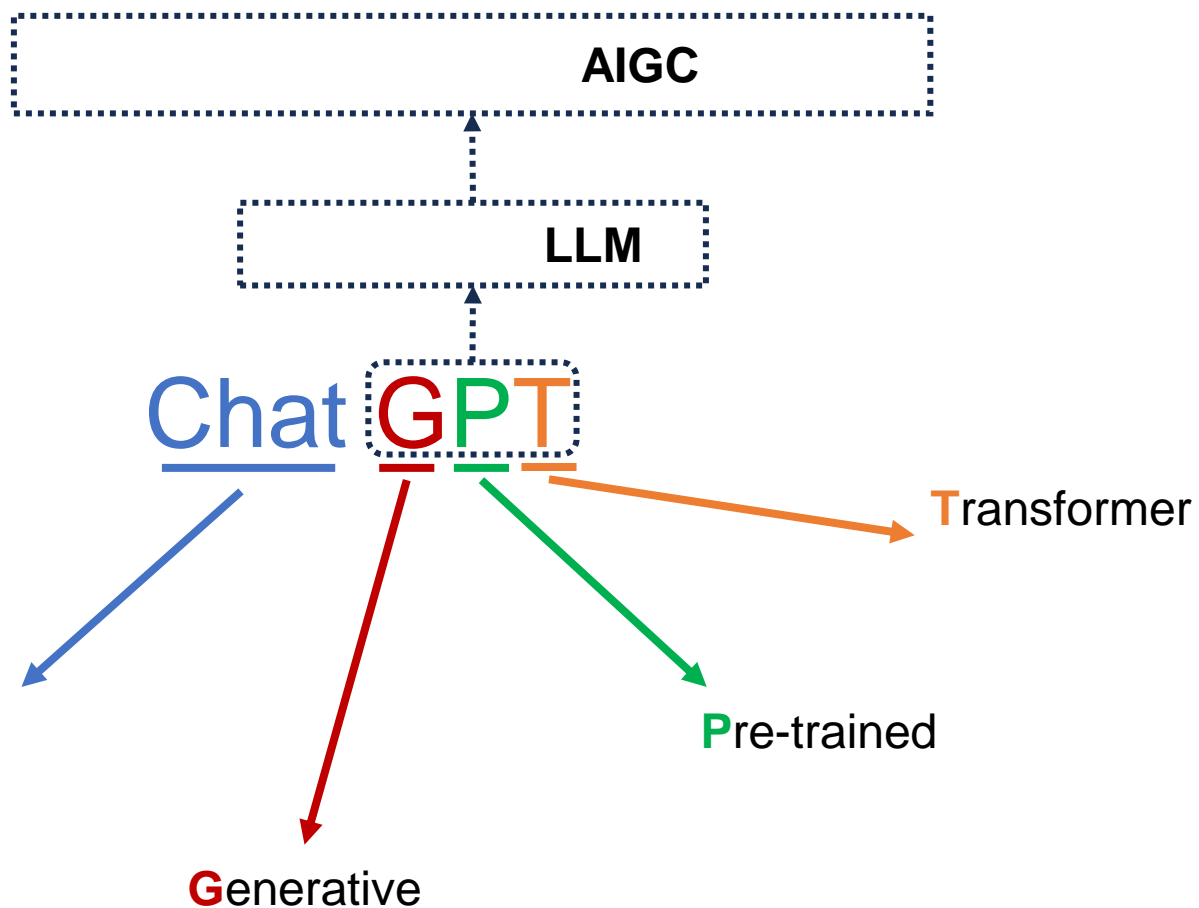 AIGC
LLM
Chat GPT
Transformer
Pre-trained
Generative